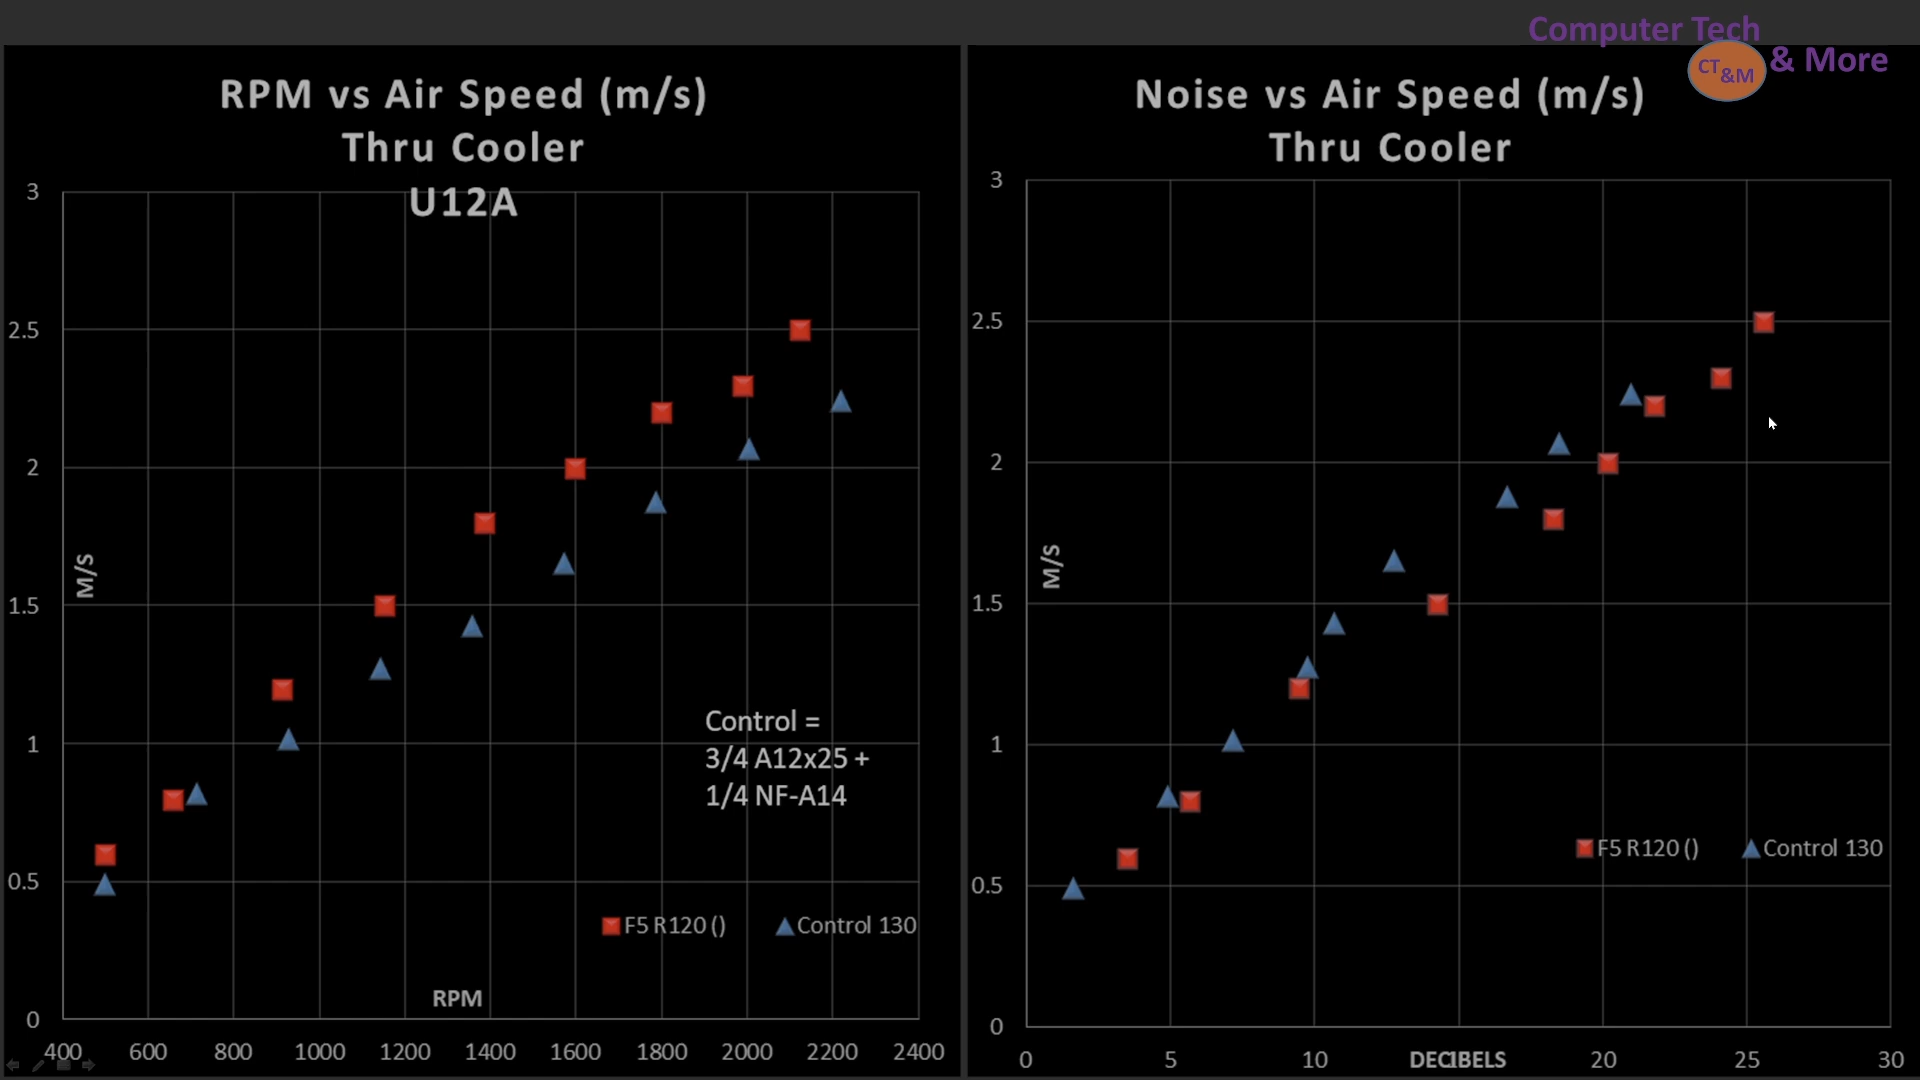 Computer Tech
CT &M & More
RPM vs Air Speed (m/s)
Thru Cooler
U12A
3
2.5
2
1.5
1
0.5
0
M/S
Control =
3/4 A12x25 +
1/4 NF-A14
F5 R120 () Control 130
RPM
400 600 800 1000 1200 1400 1600 1800 2000 2200 2400
Noise vs Air Speed (m/s)
Thru Cooler
3
2.5
2
1.5
1
0.5
0
M/S
F5 R120 () Control 130
0 5 10 20 25 30
DECIBELS